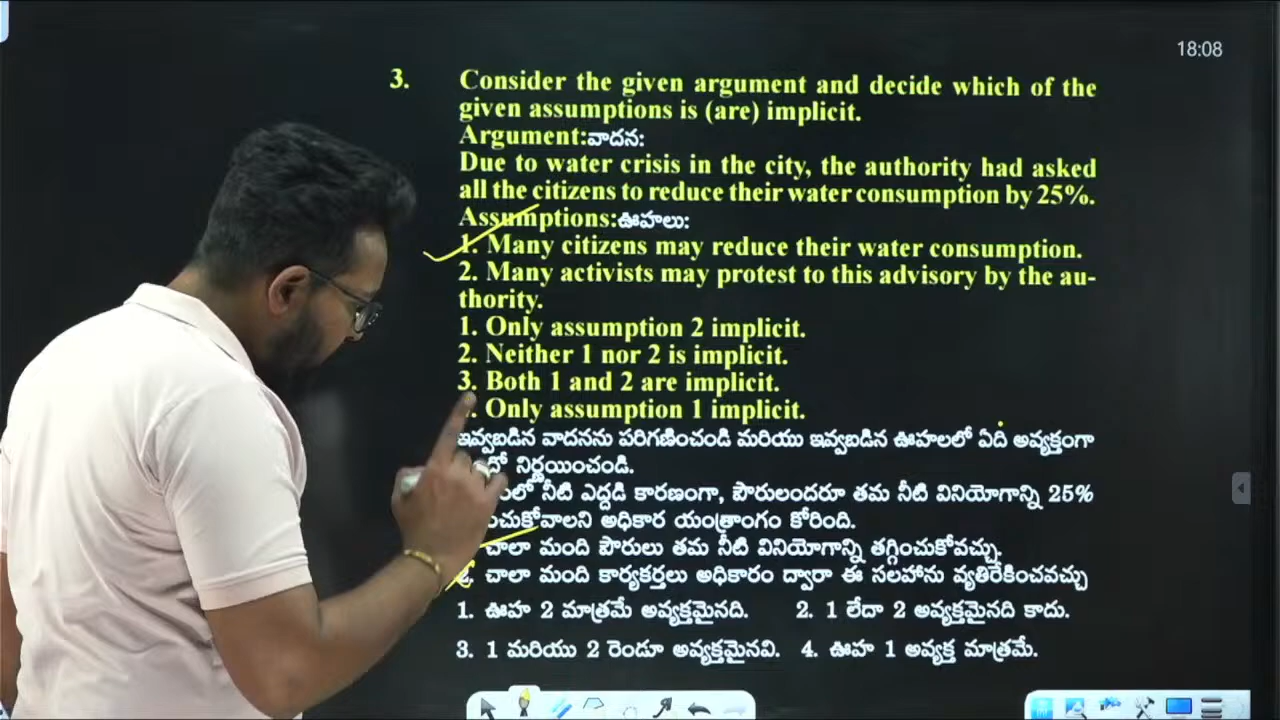 18:08
3. Consider the given argument and decide which of the
given assumptions is (are) implicit.
Argument:వాదన:
Due to water crisis in the city, the authority had asked
all the citizens to reduce their water consumption by 25%.
Assumptions:ఊహలు:
1. Many citizens may reduce their water consumption.
2. Many activists may protest to this advisory by the au-
thority.
1. Only assumption 2 implicit.
2. Neither 1 nor 2 is implicit.
3. Both 1 and 2 are implicit.
. Only assumption 1 implicit.
ఇవ్వబడిన వాదనను పరిగణించండి మరియు ఇవ్వబడిన ఊహలలో ఏది అవ్యక్తంగా
నిర్ణయించండి.
నీటి ఎద్దడి కారణంగా, పౌరులందరూ తమ నీటి వినియోగాన్ని 25%
అధికార యంత్రాంగం కోరింది.
చాలా మంది పౌరులు తమ నీటి వినియోగాన్ని తగ్గించుకోవచ్చు.
2. చాలా మంది కార్యకర్తలు అధికారం ద్వారా ఈ సలహాను వ్యతిరేకించవచ్చు
1. ఊహ 2 మాత్రమే అవ్యక్తమైనది. 2. 1 లేదా 2 అవ్యక్తమైనది కాదు.
3. 1 మరియు 2 రెండూ అవ్యక్తమైనవి. 4. ఊహ 1 అవ్యక్త మాత్రమే.